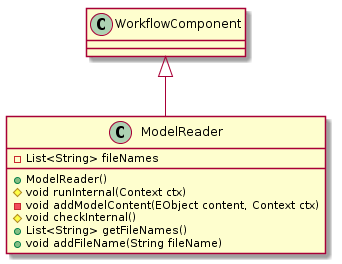 C WorkflowComponent
C ModelReader
List<String> fileNames
ModelReader()
void runInternal(Context ctx)
void addModelContent(EObject content, Context ctx)
void checkInternal()
List<String> getFileNames()
void addFileName(String fileName)